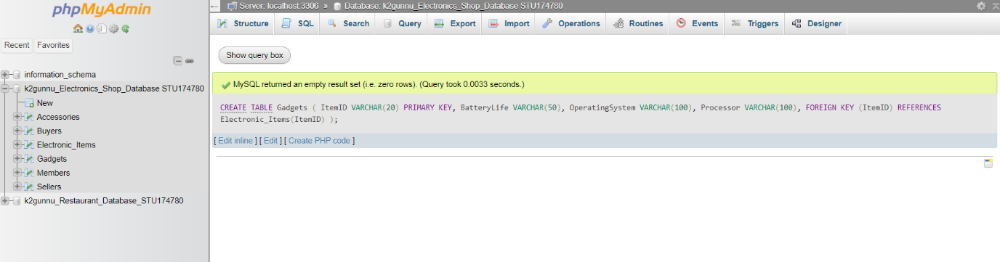 phpMyAdmin
Recent Favorites
information_schema
k2gunnu_Electronics_Shop_Database STU174780
New
Accessories
Buyers
Electronic_Items
Gadgets
Members
Sellers
k2gunnu_Restaurant_Database_STU174780
Server: localhost:3306 » Database: k2gunnu_Electronics_Shop_Database STU174780
Structure SQL Search Query Export Import Operations Routines Events Triggers Designer
Show query box
MySQL returned an empty result set (i.e. zero rows). (Query took 0.0033 seconds.)
CREATE TABLE Gadgets ( ItemID VARCHAR(20) PRIMARY KEY, BatteryLife VARCHAR(50), OperatingSystem VARCHAR(100), Processor VARCHAR(100), FOREIGN KEY (ItemID) REFERENCES
Electronic_Items(ItemID) );
[ Edit inline ] [ Edit ] [ Create PHP code ]